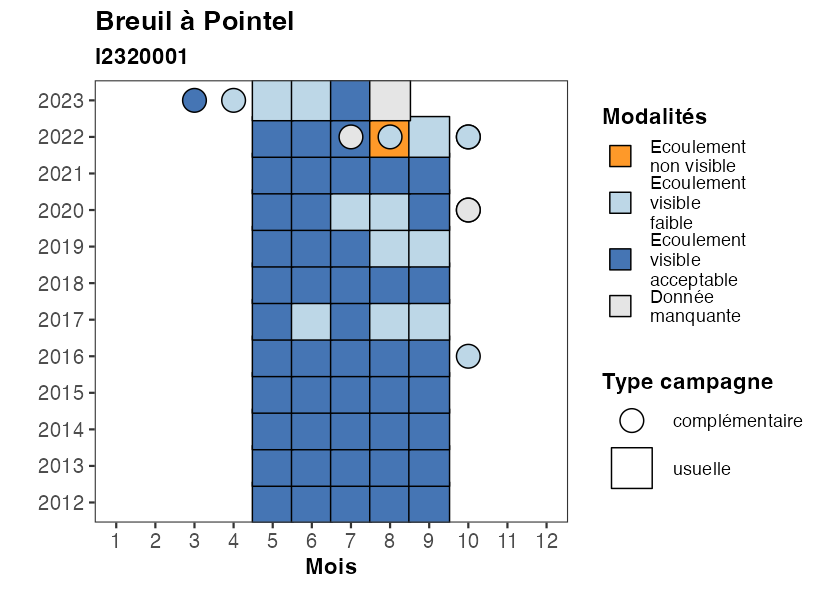 Breuil à Pointel
I2320001
2023
2022
2021
2020
2019
2018
2017
2016
2015
2014
2013
2012
1 2 3 4 5 6 7 8 9 10 11 12
Mois
Modalités
Ecoulement
non visible
Ecoulement
visible
faible
Ecoulement
visible
acceptable
Donnée
manquante
Type campagne
complémentaire
usuelle